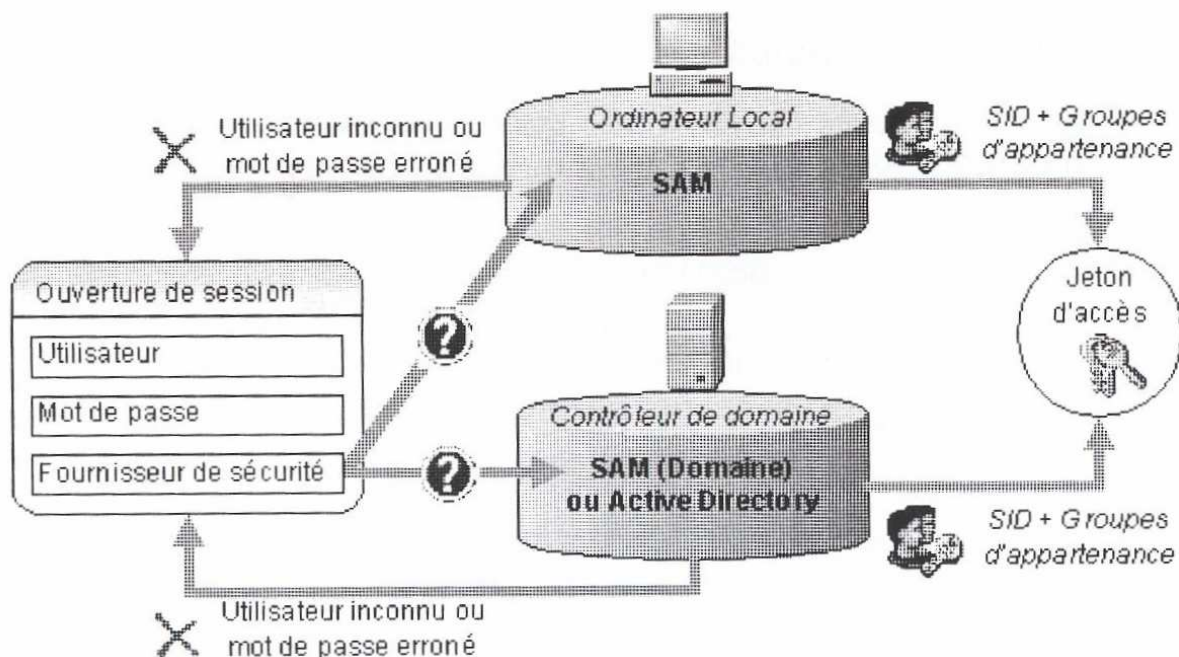 Ordinateur Local
SAM
Utilisateur inconnu ou
mot de passe erroné
SID + Groupes
d'appartenance
Ouverture de session
Utilisateur
Mot de passe
Fournisseur de sécurité
?
?
Jeton
d'accès
Contrôleur de domaine
SAM (Domaine)
ou Active Directory
SID + Groupes
d'appartenance
Utilisateur inconnu ou
mot de passe erroné